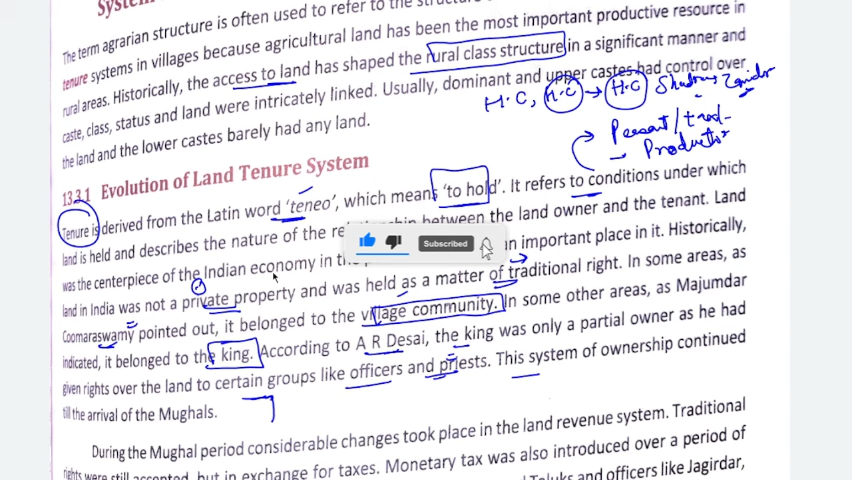 System
The term agrarian structure is often used to refer to the
tenure systems in villages because agricultural land has been the most important productive resource in
rural areas. Historically, the access to land has shaped the rural class structure in a significant manner and
caste, class, status and land were intricately linked. Usually, dominant and upper castes had control over
the land and the lower castes barely had any land.
H.C, H.C → H.C
13.3.1 Evolution of Land Tenure System
Tenure is derived from the Latin word 'teneo', which means 'to hold'. It refers to conditions under which
land is held and describes the nature of the relationship between the land owner and the tenant. Land
was the centerpiece of the Indian economy in the an important place in it. Historically,
Subscribed
land in India was not a private property and was held as a matter of traditional right. In some areas, as
Coomaraswamy pointed out, it belonged to the village community. In some other areas, as Majumdar
indicated, it belonged to the king. According to A R Desai, the king was only a partial owner as he had
given rights over the land to certain groups like officers and priests. This system of ownership continued
till the arrival of the Mughals.
During the Mughal period considerable changes took place in the land revenue system. Traditional
rights were still accepted, but in exchange for taxes. Monetary tax was also introduced over a period of
Taluks and officers like Jagirdar,